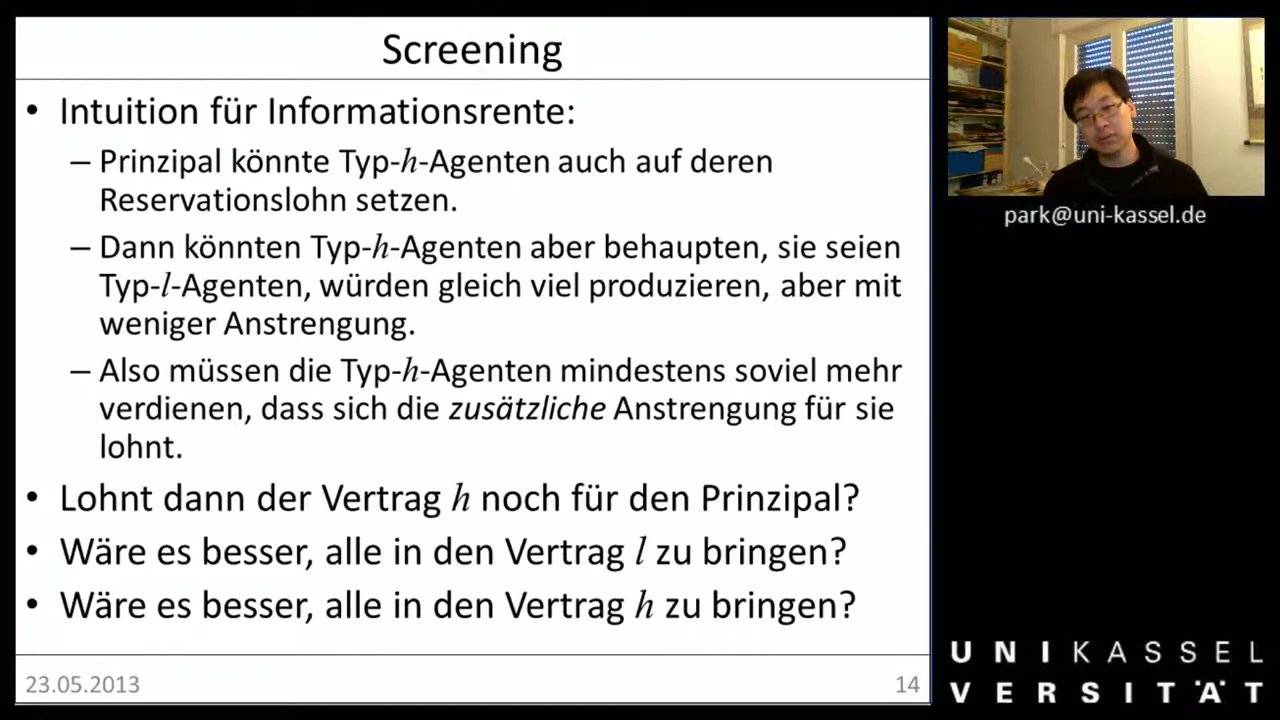 Screening
• Intuition für Informationsrente:
– Prinzipal könnte Typ-h-Agenten auch auf deren
Reservationslohn setzen.
– Dann könnten Typ-h-Agenten aber behaupten, sie seien
Typ-l-Agenten, würden gleich viel produzieren, aber mit
weniger Anstrengung.
– Also müssen die Typ-h-Agenten mindestens soviel mehr
verdienen, dass sich die zusätzliche Anstrengung für sie
lohnt.
• Lohnt dann der Vertrag h noch für den Prinzipal?
• Wäre es besser, alle in den Vertrag l zu bringen?
• Wäre es besser, alle in den Vertrag h zu bringen?
23.05.2013
14
park@uni-kassel.de
UNIKASSEL
VERSITÄT